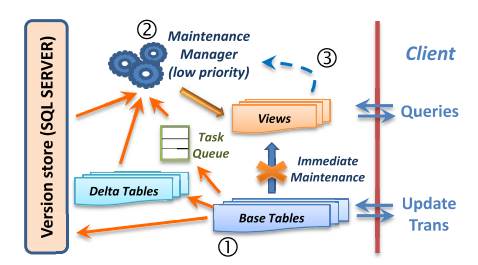 Version store (SQL SERVER)
②
Maintenance
Manager
(low priority)
③
Client
Views
Queries
Task
Queue
Immediate
Maintenance
Delta Tables
Base Tables
Update
Trans
①